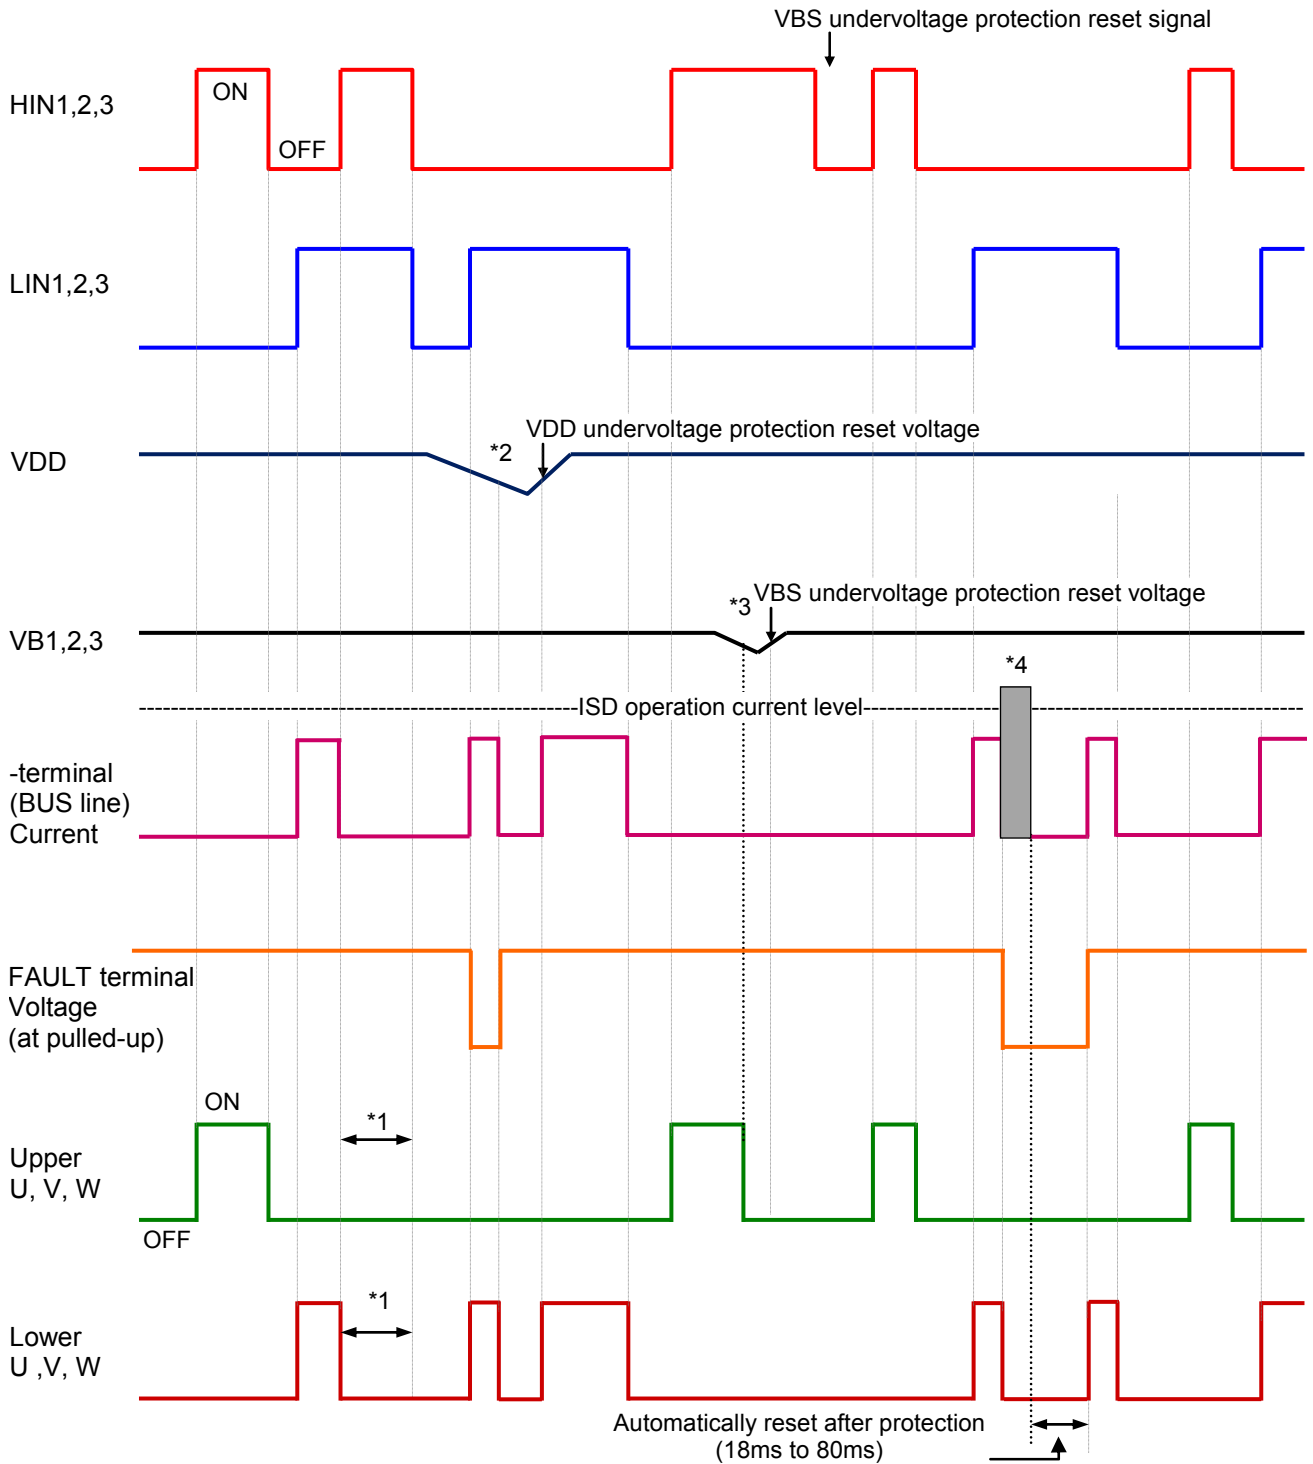 VBS undervoltage protection reset signal
HIN1,2,3
ON
OFF
LIN1,2,3
VDD
*2
VDD undervoltage protection reset voltage
VB1,2,3
*3
VBS undervoltage protection reset voltage
*4
ISD operation current level
-terminal
(BUS line)
Current
FAULT terminal
Voltage
(at pulled-up)
ON
*1
Upper
U, V, W
OFF
*1
Lower
U ,V, W
Automatically reset after protection
(18ms to 80ms)